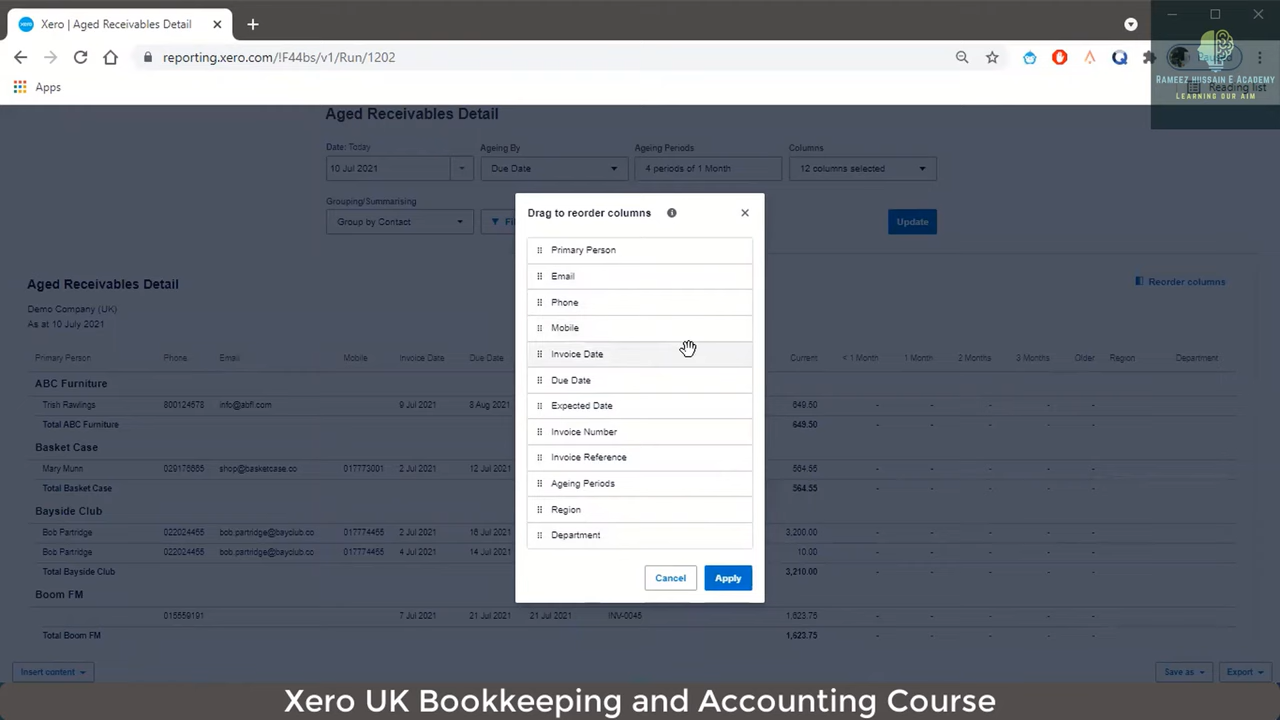 Xero | Aged Receivables Detail
reporting.xero.com/!F44bs/v1/Run/1202
Apps
Reading list
RAMEEZ HUSSAIN E ACADEMY
LEARNING OUR AIM
Aged Receivables Detail
Date: Today
Ageing By
Ageing Periods
Columns
10 Jul 2021
Due Date
4 periods of 1 Month
12 columns selected
Grouping/Summarising
Group by Contact
Update
Drag to reorder columns
Primary Person
Email
Phone
Mobile
Invoice Date
Due Date
Expected Date
Invoice Number
Invoice Reference
Ageing Periods
Region
Department
Cancel
Apply
Aged Receivables Detail
Reorder columns
Demo Company (UK)
As at 10 July 2021
Primary Person Phone Email Mobile Invoice Date Due Date Current < 1 Month 1 Month 2 Months 3 Months Older Region Department
ABC Furniture
Trish Rawlings 800124578 info@abfl.com 9 Jul 2021 8 Aug 2021 649.50 - - - - -
Total ABC Furniture 649.50 - - - - -
Basket Case
Mary Munn 029176665 shop@basketcase.co 017773001 2 Jul 2021 12 Jul 2021 564.55 - - - - -
Total Basket Case 564.55 - - - - -
Bayside Club
Bob Partridge 022024455 bob.partridge@bayclub.co 017774455 2 Jul 2021 16 Jul 2021 3,200.00 - - - - -
Bob Partridge 022024455 bob.partridge@bayclub.co 017774455 4 Jul 2021 14 Jul 2021 10.00 - - - - -
Total Bayside Club 3,210.00 - - - - -
Boom FM
015559191 7 Jul 2021 21 Jul 2021 21 Jul 2021 INV-0045 1,623.75 - - - - -
Total Boom FM 1,623.75 - - - - -
Insert content
Save as
Export
Xero UK Bookkeeping and Accounting Course